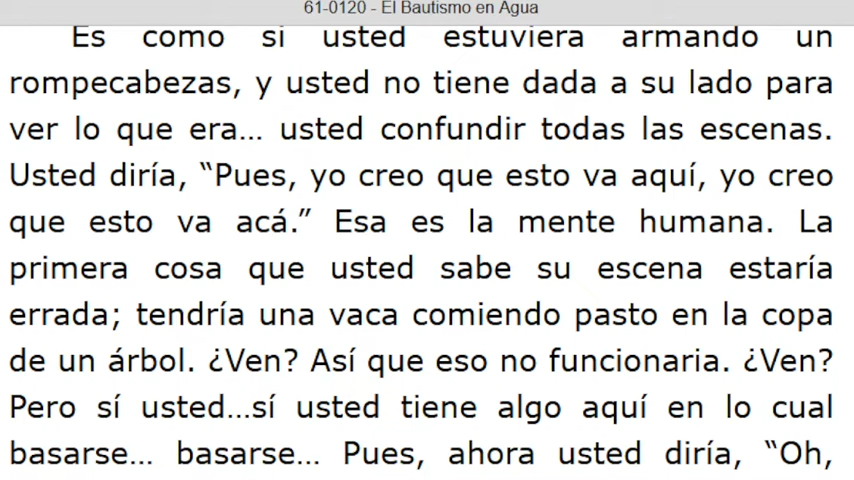 61-0120 - El Bautismo en Agua
Es como si usted estuviera armando un
rompecabezas, y usted no tiene dada a su lado para
ver lo que era... usted confundir todas las escenas.
Usted diría, “Pues, yo creo que esto va aquí, yo creo
que esto va acá.” Esa es la mente humana. La
primera cosa que usted sabe su escena estaría
errada; tendría una vaca comiendo pasto en la copa
de un árbol. ¿Ven? Así que eso no funcionaria. ¿Ven?
Pero sí usted...sí usted tiene algo aquí en lo cual
basarse... basarse... Pues, ahora usted diría, “Oh,